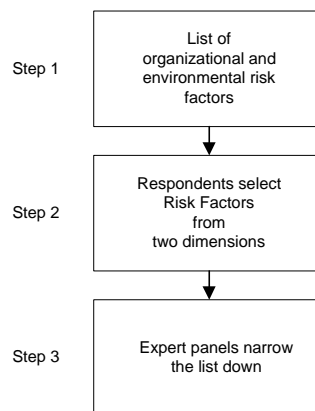 Step 1
List of
organizational and
environmental risk
factors
Step 2
Respondents select
Risk Factors
from
two dimensions
Step 3
Expert panels narrow
the list down